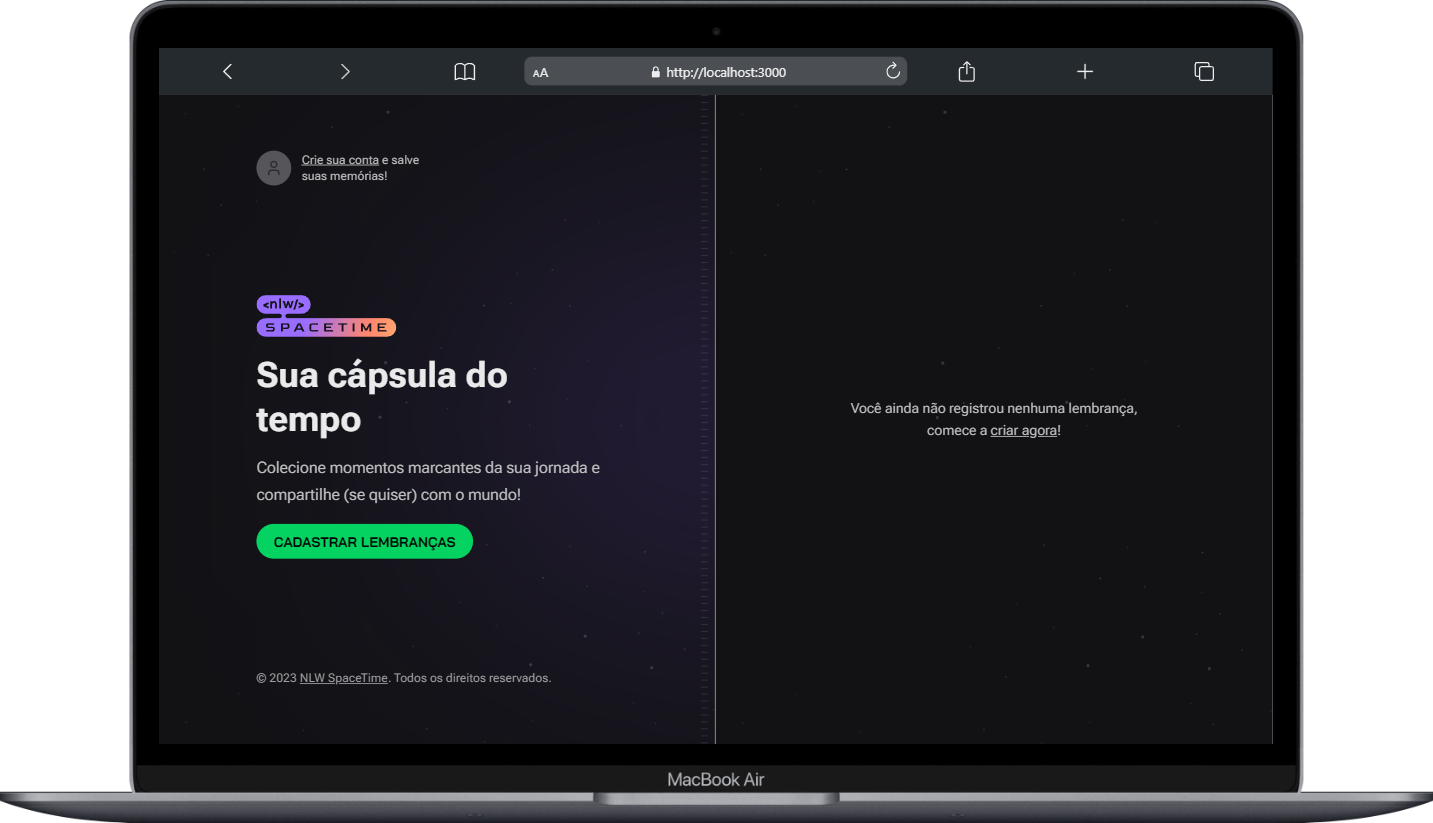 AA
http://localhost:3000
Crie sua conta e salve
suas memórias!
<nlw/>
SPACETIME
Sua cápsula do
tempo
Colecione momentos marcantes da sua jornada e
compartilhe (se quiser) com o mundo!
CADASTRAR LEMBRANÇAS
© 2023 NLW SpaceTime. Todos os direitos reservados.
Você ainda não registrou nenhuma lembrança,
comece a criar agora!
MacBook Air